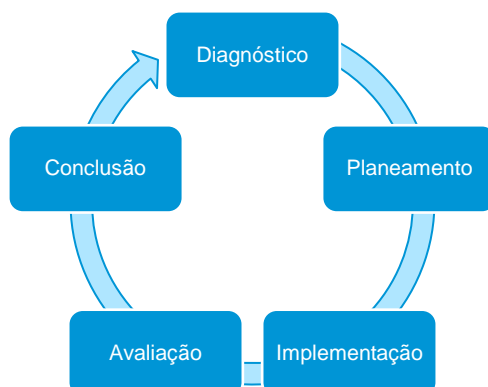 Diagnóstico
Planeamento
Implementação
Avaliação
Conclusão